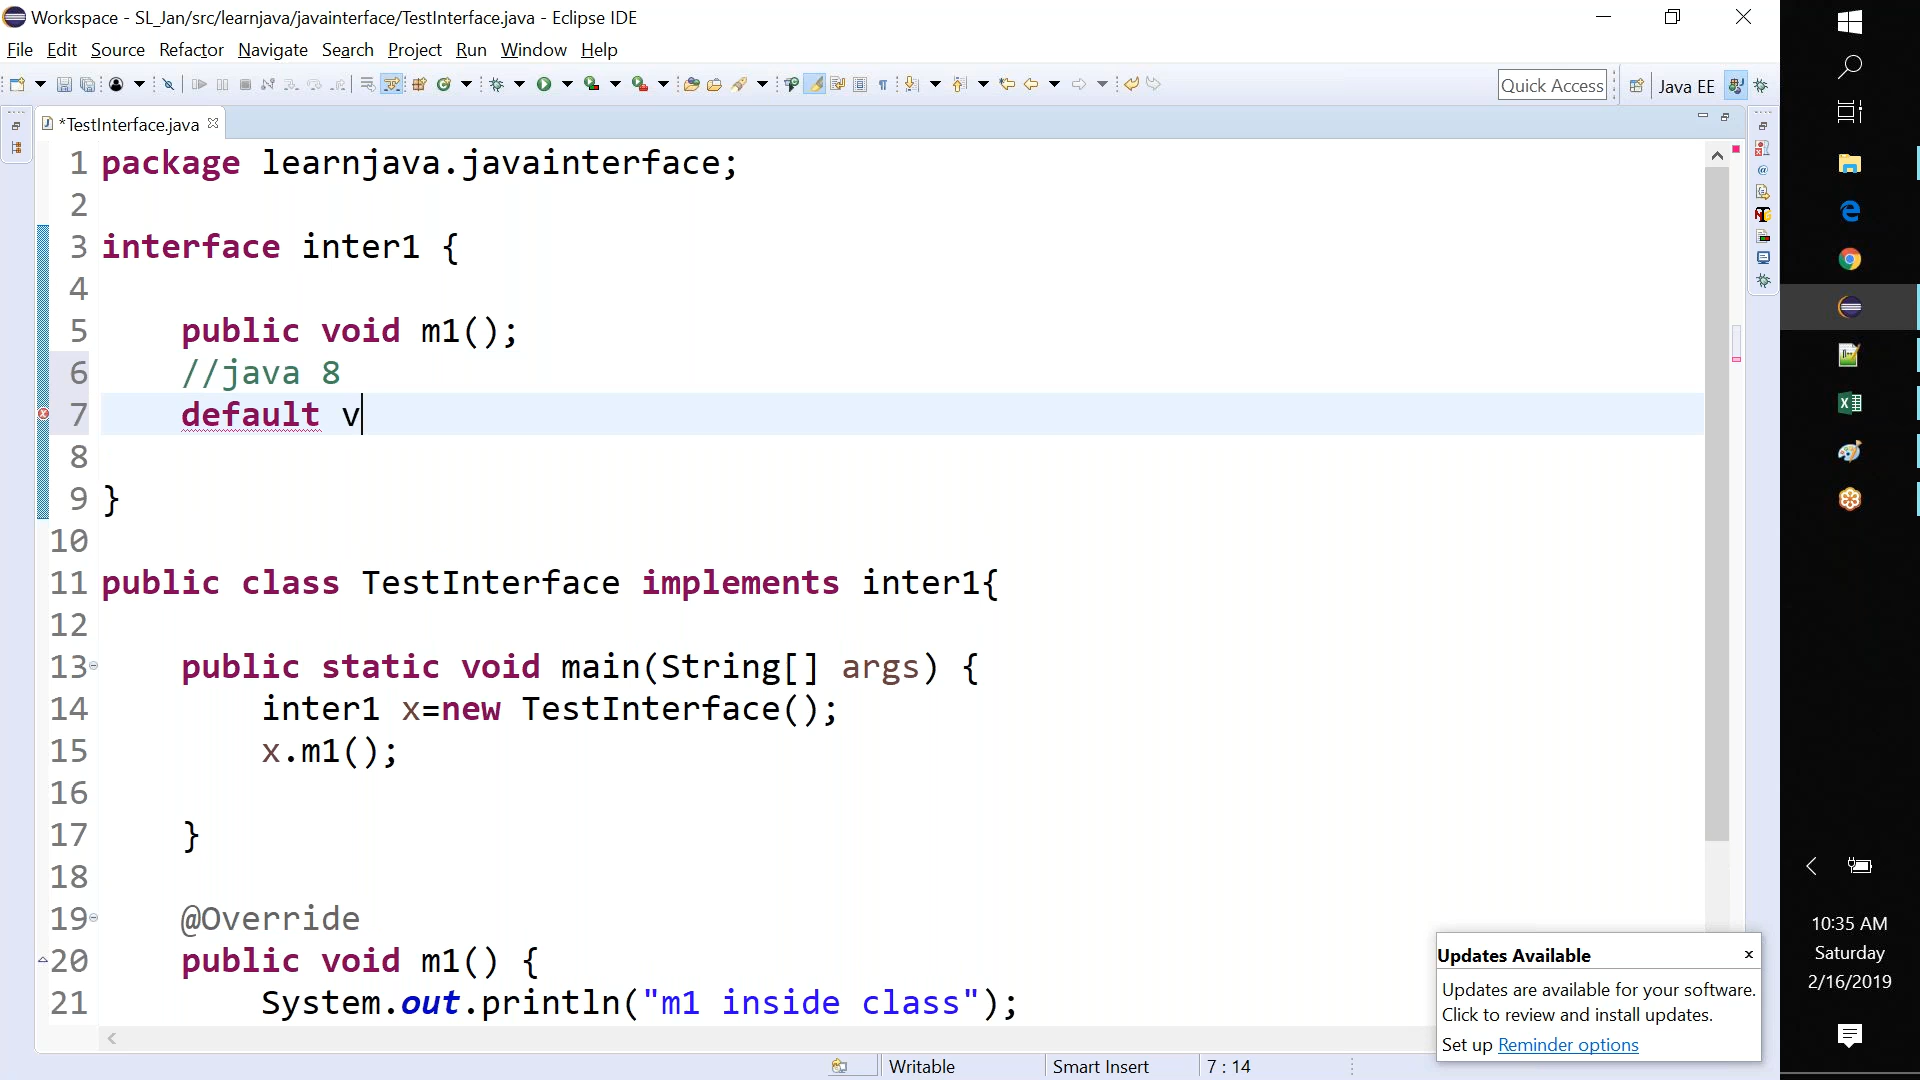 Workspace - SL_Jan/src/learnjava/javainterface/TestInterface.java - Eclipse IDE
File Edit Source Refactor Navigate Search Project Run Window Help
Quick Access
Java EE
*TestInterface.java
1 package learnjava.javainterface;
2
3 interface inter1 {
4
5 public void m1();
6 //java 8
7 default v
8
9 }
10
11 public class TestInterface implements inter1{
12
13 public static void main(String[] args) {
14 inter1 x=new TestInterface();
15 x.m1();
16
17 }
18
19 @Override
20 public void m1() {
21 System.out.println("m1 inside class");
Updates Available
Updates are available for your software.
Click to review and install updates.
Set up Reminder options
Writable Smart Insert 7 : 14
10:35 AM
Saturday
2/16/2019